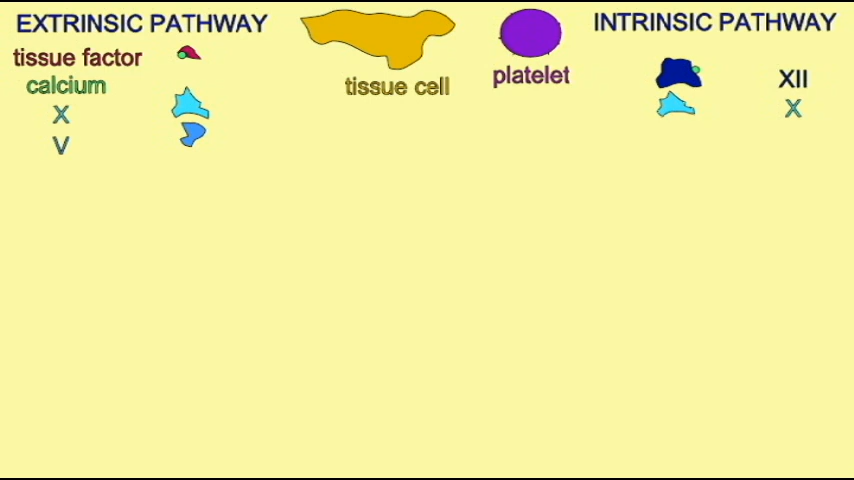 EXTRINSIC PATHWAY
tissue factor
calcium
X
V
tissue cell
platelet
INTRINSIC PATHWAY
XII
X